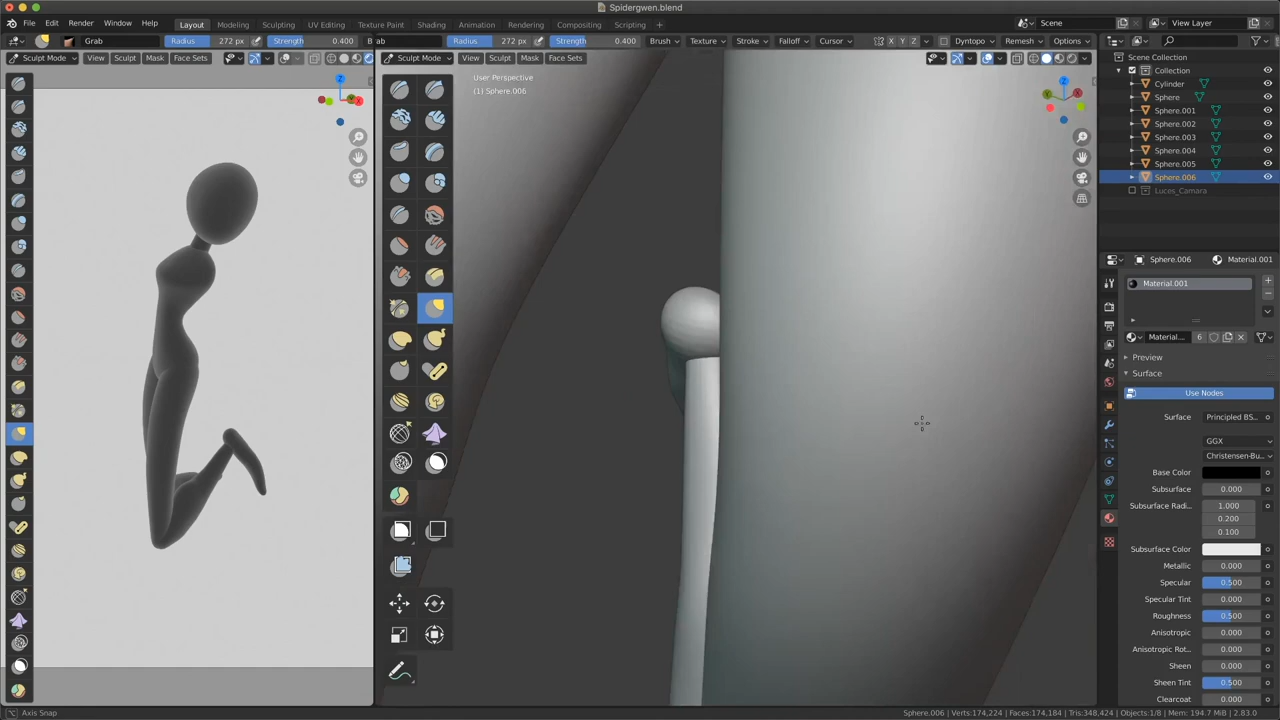 Spidergwen.blend
File Edit Render Window Help Layout Modeling Sculpting UV Editing Texture Paint Shading Animation Rendering Compositing Scripting Scene View Layer
Grab Radius 272 px Strength 0.400 ab Radius 272 px Strength 0.400 Brush Texture Stroke Falloff Cursor X Y Z Dyntopo Remesh Options
Sculpt Mode View Sculpt Mask Face Sets Sculpt Mode View Sculpt Mask Face Sets
Scene Collection
Collection
Cylinder
Sphere
Sphere.001
Sphere.002
Sphere.003
Sphere.004
Sphere.005
Sphere.006
Luces_Camara
User Perspective
(1) Sphere.006
Sphere.006 Material.001
Material.001
Material.... 6
Preview
Surface
Use Nodes
Surface Principled BS...
GGX
Christensen-Bu...
Base Color
Subsurface 0.000
Subsurface Radi... 1.000
0.200
0.100
Subsurface Color
Metallic 0.000
Specular 0.500
Specular Tint 0.000
Roughness 0.500
Anisotropic 0.000
Anisotropic Rot... 0.000
Sheen 0.000
Sheen Tint 0.500
Clearcoat 0.000
Axis Snap Sphere.006 | Verts:174,224 | Faces:174,184 | Tris:348,424 | Objects:1/8 | Mem: 194.7 MiB | 2.83.0